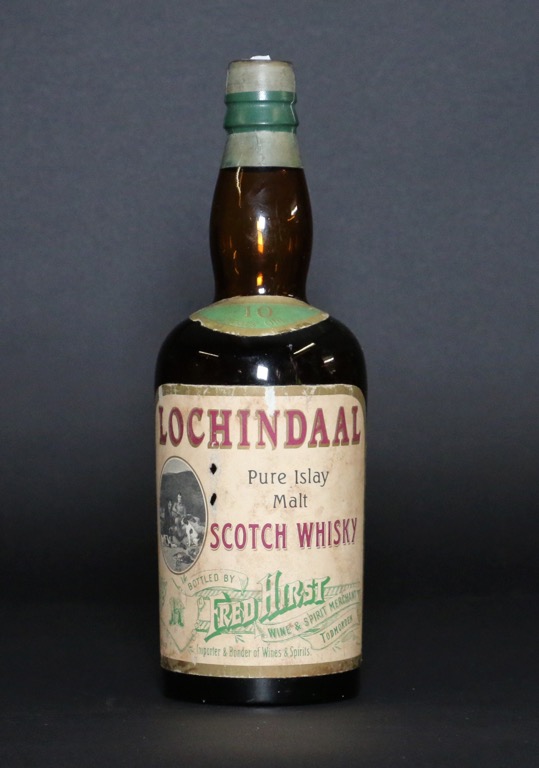 10
LOCHINDAAL
Pure Islay
Malt
SCOTCH WHISKY
BOTTLED BY
FRED HIRST
WINE & SPIRIT MERCHANT
TODMORDEN
Importer & Bonder of Wines & Spirits.